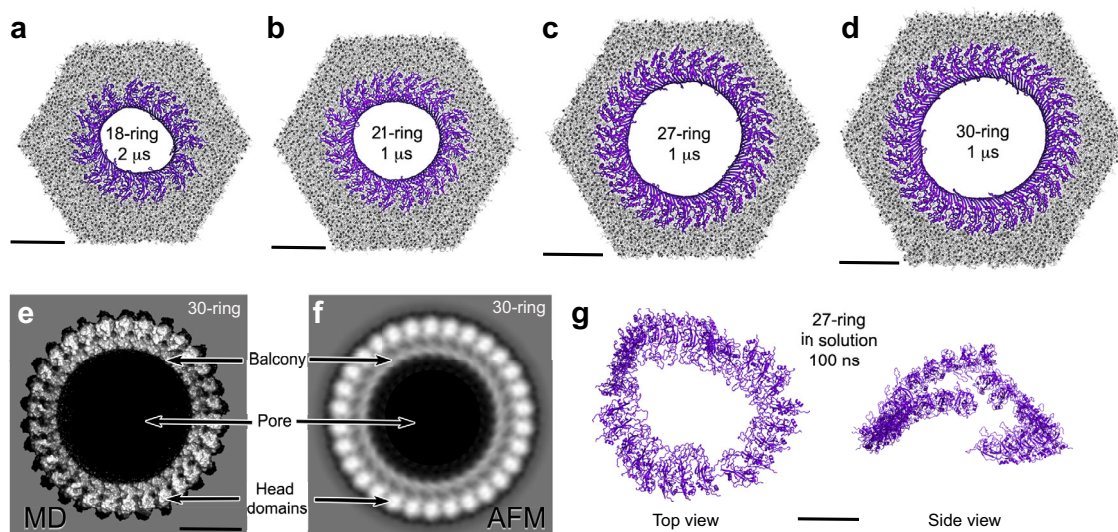 a
b
c
d
18-ring
2 μs
21-ring
1 μs
27-ring
1 μs
30-ring
1 μs
e
30-ring
f
30-ring
g
27-ring
in solution
100 ns
Balcony
Pore
Head
domains
MD
AFM
Top view
Side view